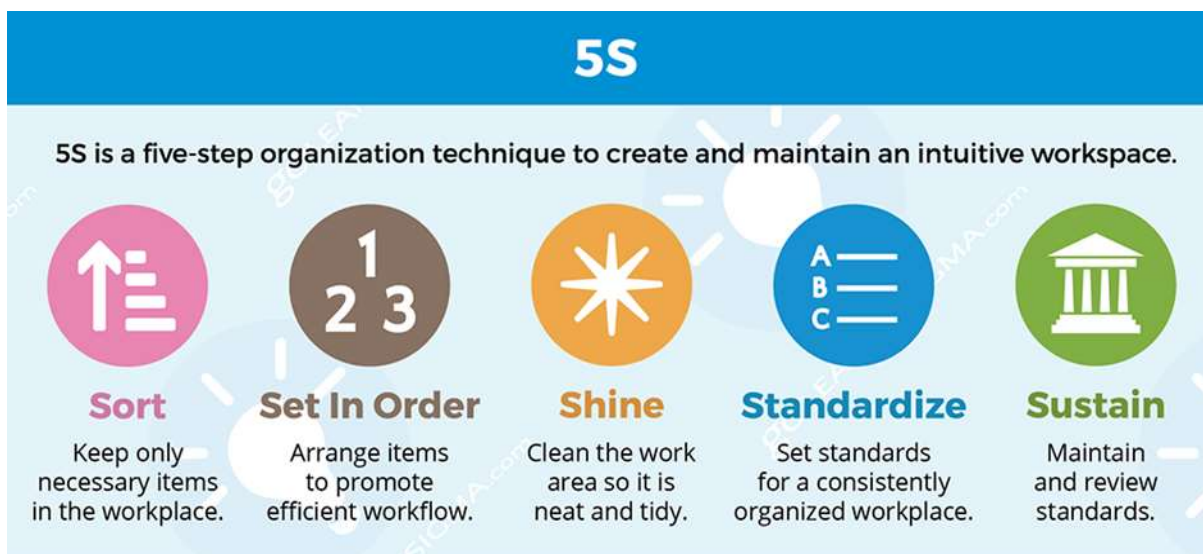 5S
5S is a five-step organization technique to create and maintain an intuitive workspace.
1
2 3
A
B
C
Sort
Set In Order
Shine
Standardize
Sustain
Keep only
necessary items
in the workplace.
Arrange items
to promote
efficient workflow.
Clean the work
area so it is
neat and tidy.
Set standards
for a consistently
organized workplace.
Maintain
and review
standards.